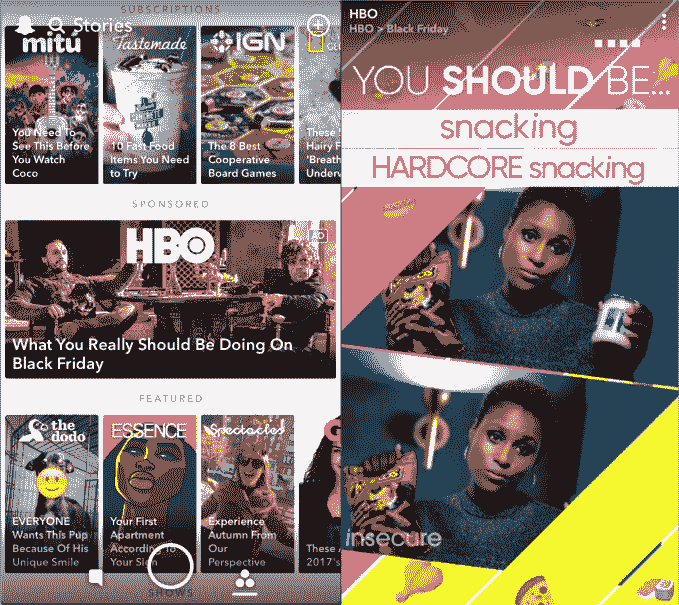 SUBSCRIPTIONS
Stories
mitú
You Need To
See This Before
You Watch
Coco
Tastemade
10 Fast Food
Items You Need
to Try
IGN
The 8 Best
Cooperative
Board Games
These
Hairy F
'Breath
Underw
SPONSORED
HBO
AD
What You Really Should Be Doing On
Black Friday
FEATURED
the
dodo
EVERYONE
Wants This Pup
Because Of His
Unique Smile
ESSENCE
Your First
Apartment
According To
Your Sign
Spectacles
Experience
Autumn From
Our
Perspective
These A
2017's
SHOWS
HBO
HBO > Black Friday
YOU SHOULD BE...
snacking
HARDCORE snacking
insecure